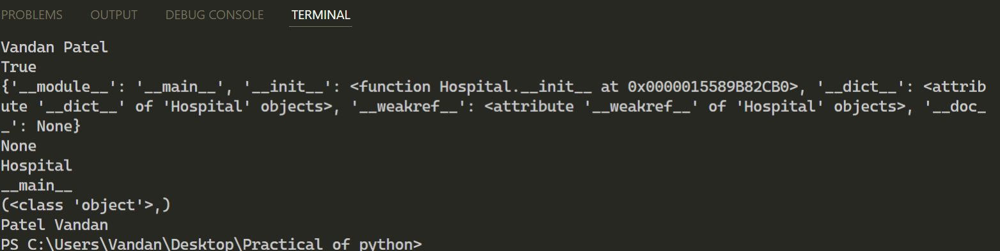 PROBLEMS OUTPUT DEBUG CONSOLE TERMINAL
Vandan Patel
True
{'__module__': '__main__', '__init__': <function Hospital.__init__ at 0x0000015589B82CB0>, '__dict__': <attrib
ute '__dict__' of 'Hospital' objects>, '__weakref__': <attribute '__weakref__' of 'Hospital' objects>, '__doc_
_': None}
None
Hospital
__main__
(<class 'object'>,)
Patel Vandan
PS C:\Users\Vandan\Desktop\Practical of python>